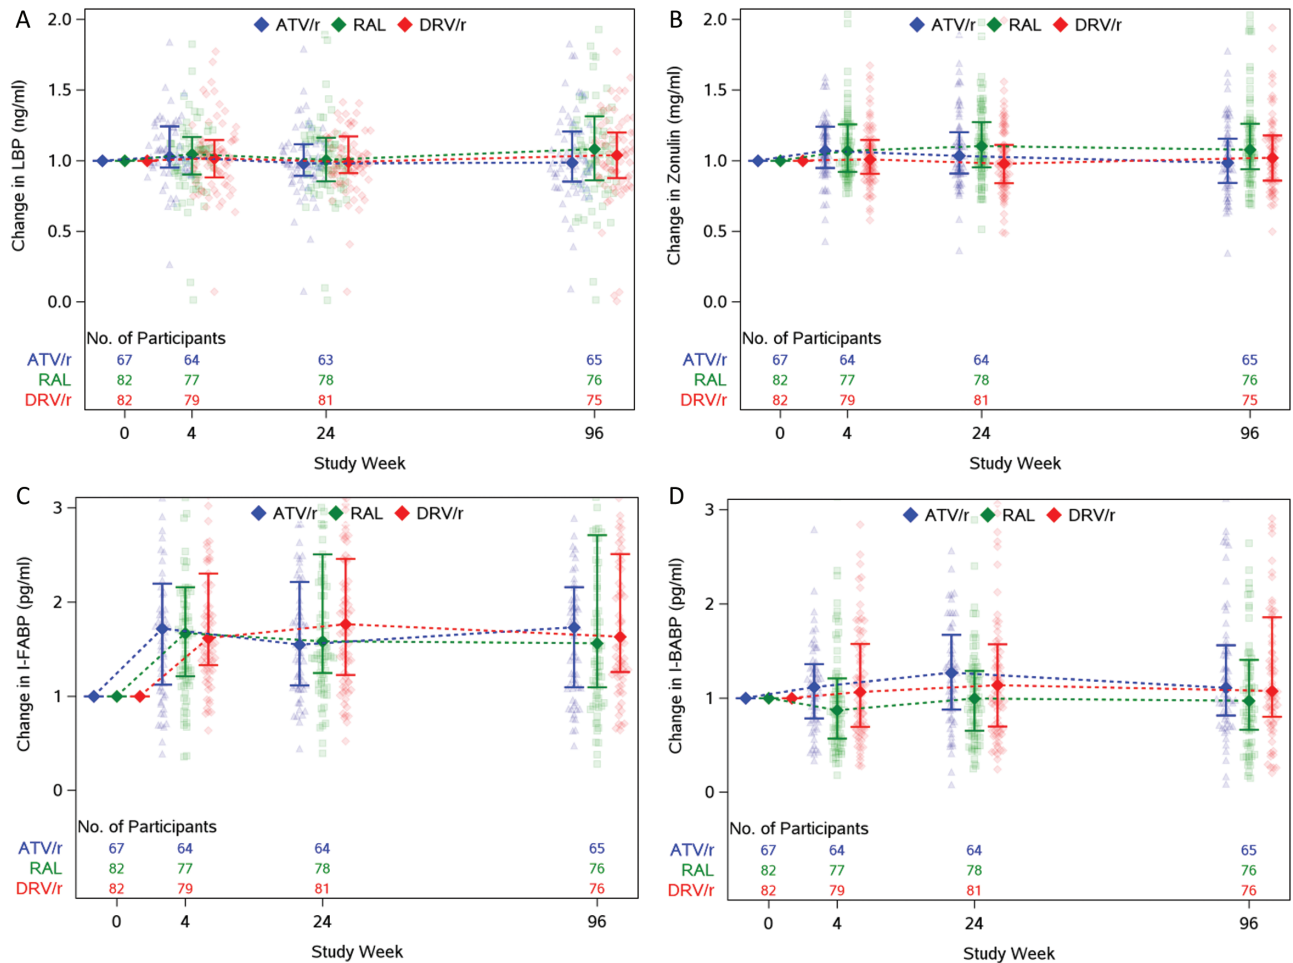 A
ATV/r RAL DRV/r
Change in LBP (ng/ml)
2.0
1.5
1.0
0.5
0.0
No. of Participants
ATV/r 67 64 63 65
RAL 82 77 78 76
DRV/r 82 79 81 75
0 4 24 96
Study Week
B
ATV/r RAL DRV/r
Change in Zonulin (mg/ml)
2.0
1.5
1.0
0.5
0.0
No. of Participants
ATV/r 67 64 64 65
RAL 82 77 78 76
DRV/r 82 79 81 75
0 4 24 96
Study Week
C
ATV/r RAL DRV/r
Change in I-FABP (pg/ml)
3
2
1
0
No. of Participants
ATV/r 67 64 64 65
RAL 82 77 78 76
DRV/r 82 79 81 76
0 4 24 96
Study Week
D
ATV/r RAL DRV/r
Change in I-BABP (pg/ml)
3
2
1
0
No. of Participants
ATV/r 67 64 64 65
RAL 82 77 78 76
DRV/r 82 79 81 76
0 4 24 96
Study Week